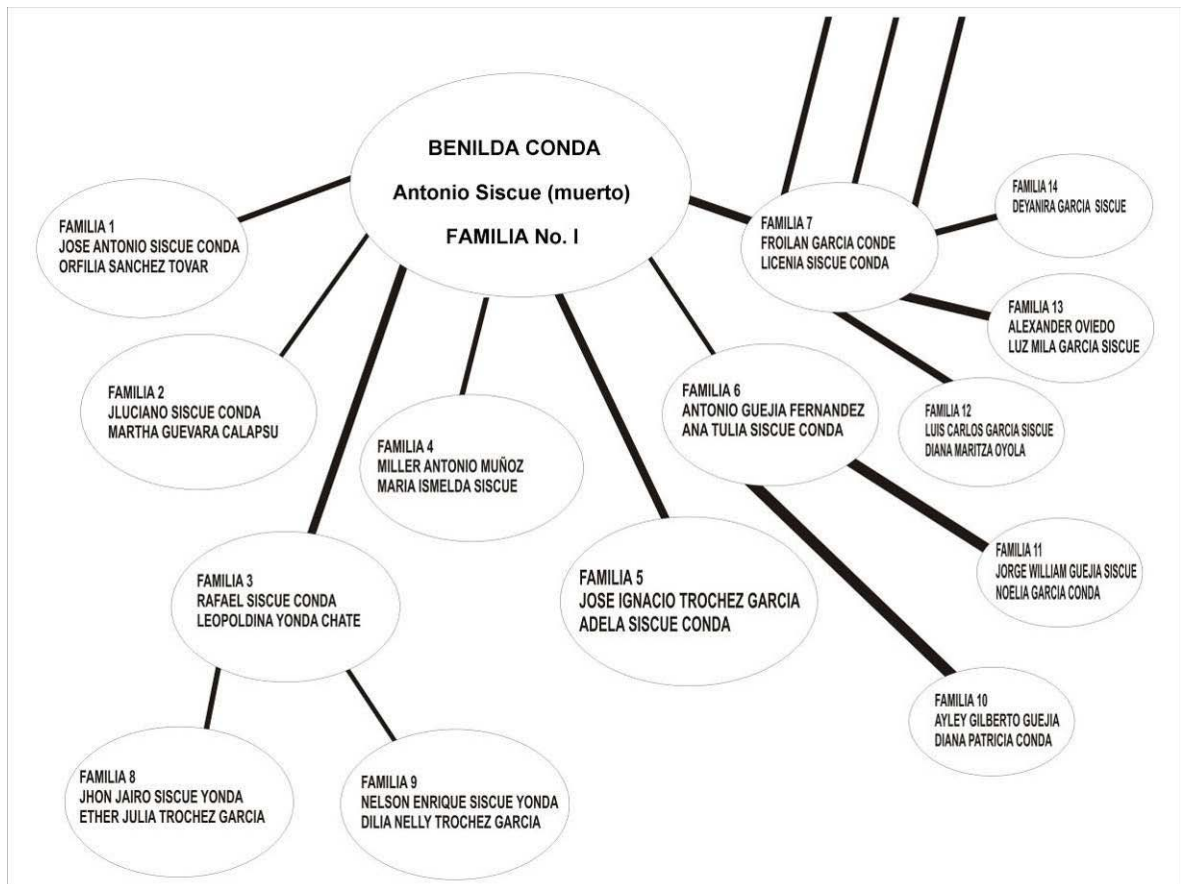 BENILDA CONDA
Antonio Siscue (muerto)
FAMILIA No. I
FAMILIA 1
JOSE ANTONIO SISCUE CONDA
ORFILIA SANCHEZ TOVAR
FAMILIA 2
JLUCIANO SISCUE CONDA
MARTHA GUEVARA CALAPSU
FAMILIA 3
RAFAEL SISCUE CONDA
LEOPOLDINA YONDA CHATE
FAMILIA 4
MILLER ANTONIO MUÑOZ
MARIA ISMELDA SISCUE
FAMILIA 5
JOSE IGNACIO TROCHEZ GARCIA
ADELA SISCUE CONDA
FAMILIA 6
ANTONIO GUEJIA FERNANDEZ
ANA TULIA SISCUE CONDA
FAMILIA 7
FROILAN GARCIA CONDE
LICENIA SISCUE CONDA
FAMILIA 14
DEYANIRA GARCIA SISCUE
FAMILIA 13
ALEXANDER OVIEDO
LUZ MILA GARCIA SISCUE
FAMILIA 12
LUIS CARLOS GARCIA SISCUE
DIANA MARITZA OYOLA
FAMILIA 11
JORGE WILLIAM GUEJIA SISCUE
NOELIA GARCIA CONDA
FAMILIA 10
AYLEY GILBERTO GUEJIA
DIANA PATRICIA CONDA
FAMILIA 8
JHON JAIRO SISCUE YONDA
ETHER JULIA TROCHEZ GARCIA
FAMILIA 9
NELSON ENRIQUE SISCUE YONDA
DILIA NELLY TROCHEZ GARCIA